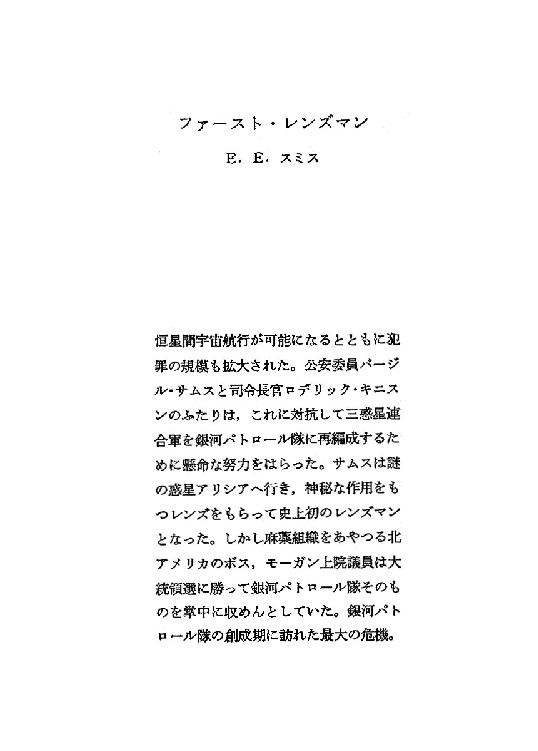 ファースト・レンズマン
E. E. スミス
恒星間宇宙航行が可能になるとともに犯
罪の規模も拡大された。公安委員バージ
ル・サムスと司令長官ロデリック・キニス
ンのふたりは，これに対抗して三惑星連
合軍を銀河パトロール隊に再編成するた
めに懸命な努力をはらった。サムスは謎
の惑星アリシアへ行き，神秘な作用をも
つレンズをもらって史上初のレンズマン
となった。しかし麻薬組織をあやつる北
アメリカのボス，モーガン上院議員は大
統領選に勝って銀河パトロール隊そのも
のを掌中に収めんとしていた。銀河パト
ロール隊の創成期に訪れた最大の危機。